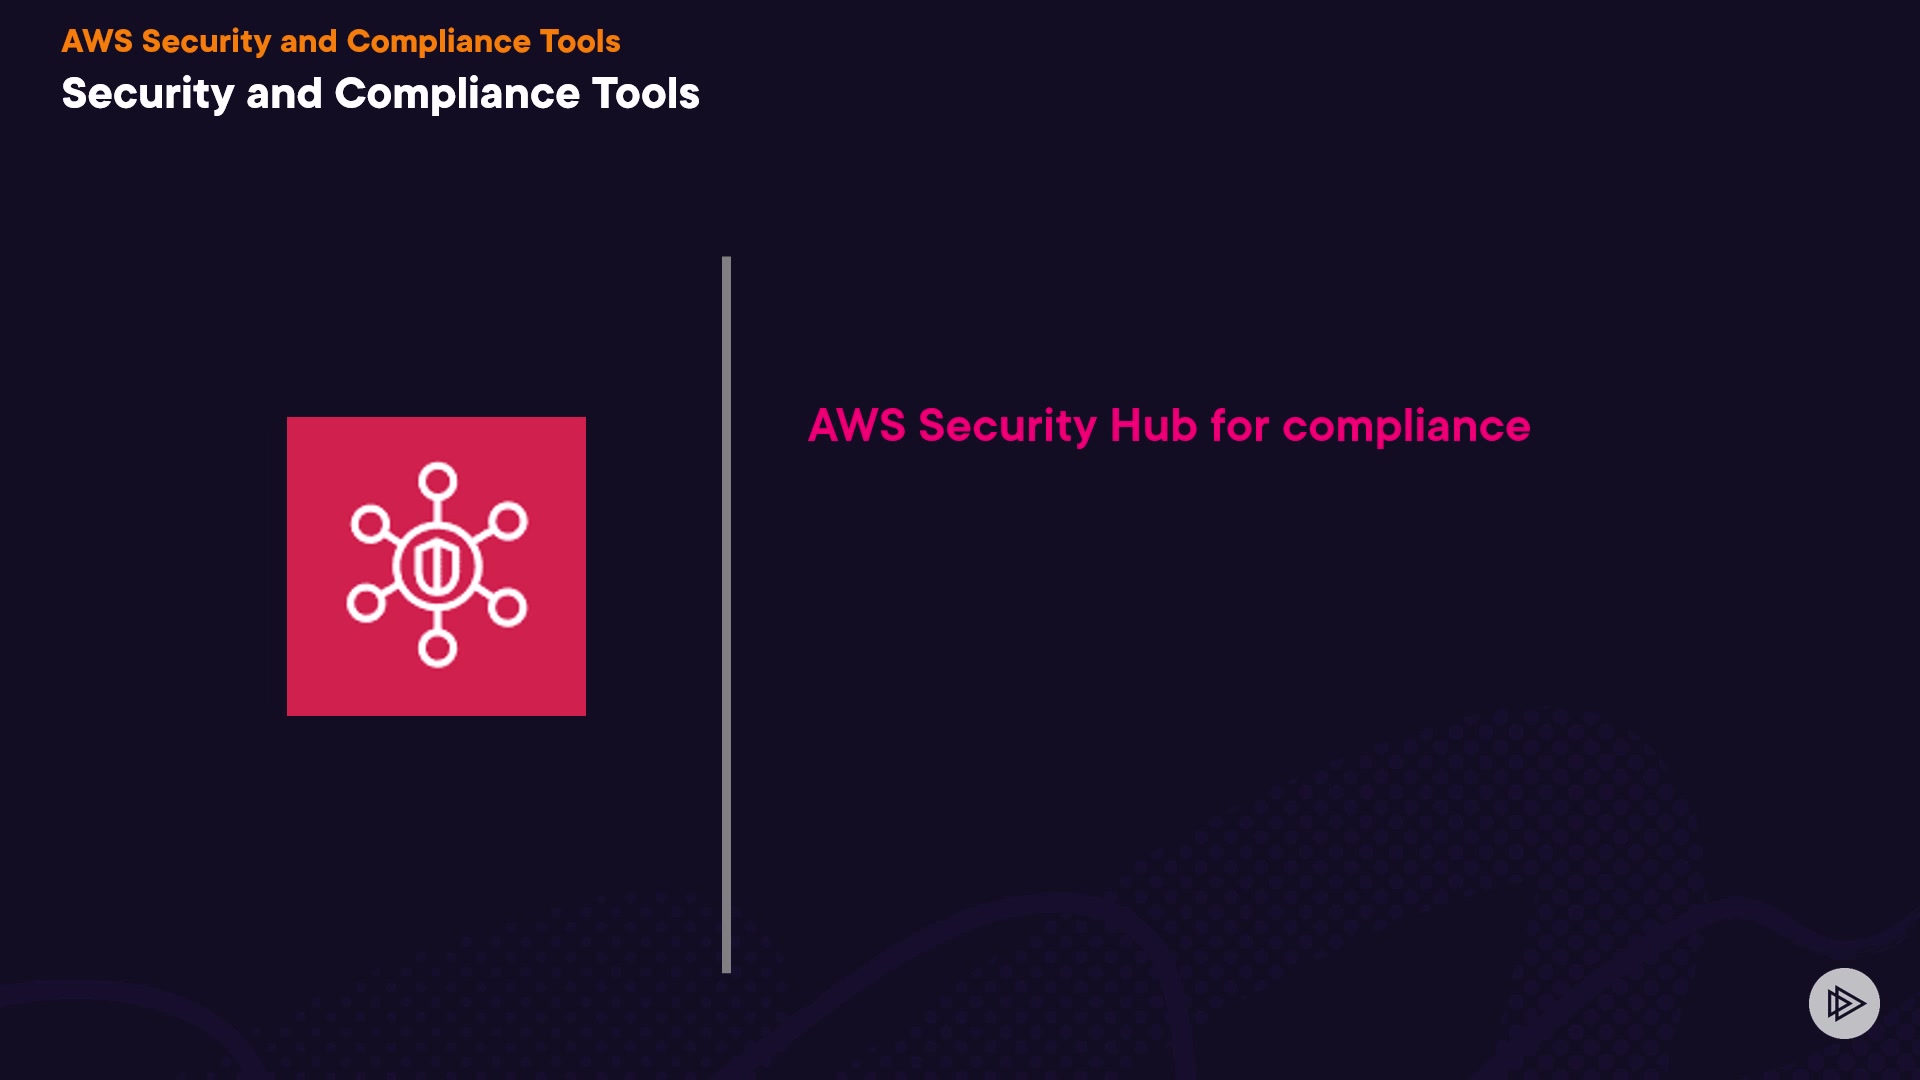 AWS Security and Compliance Tools
Security and Compliance Tools
AWS Security Hub for compliance